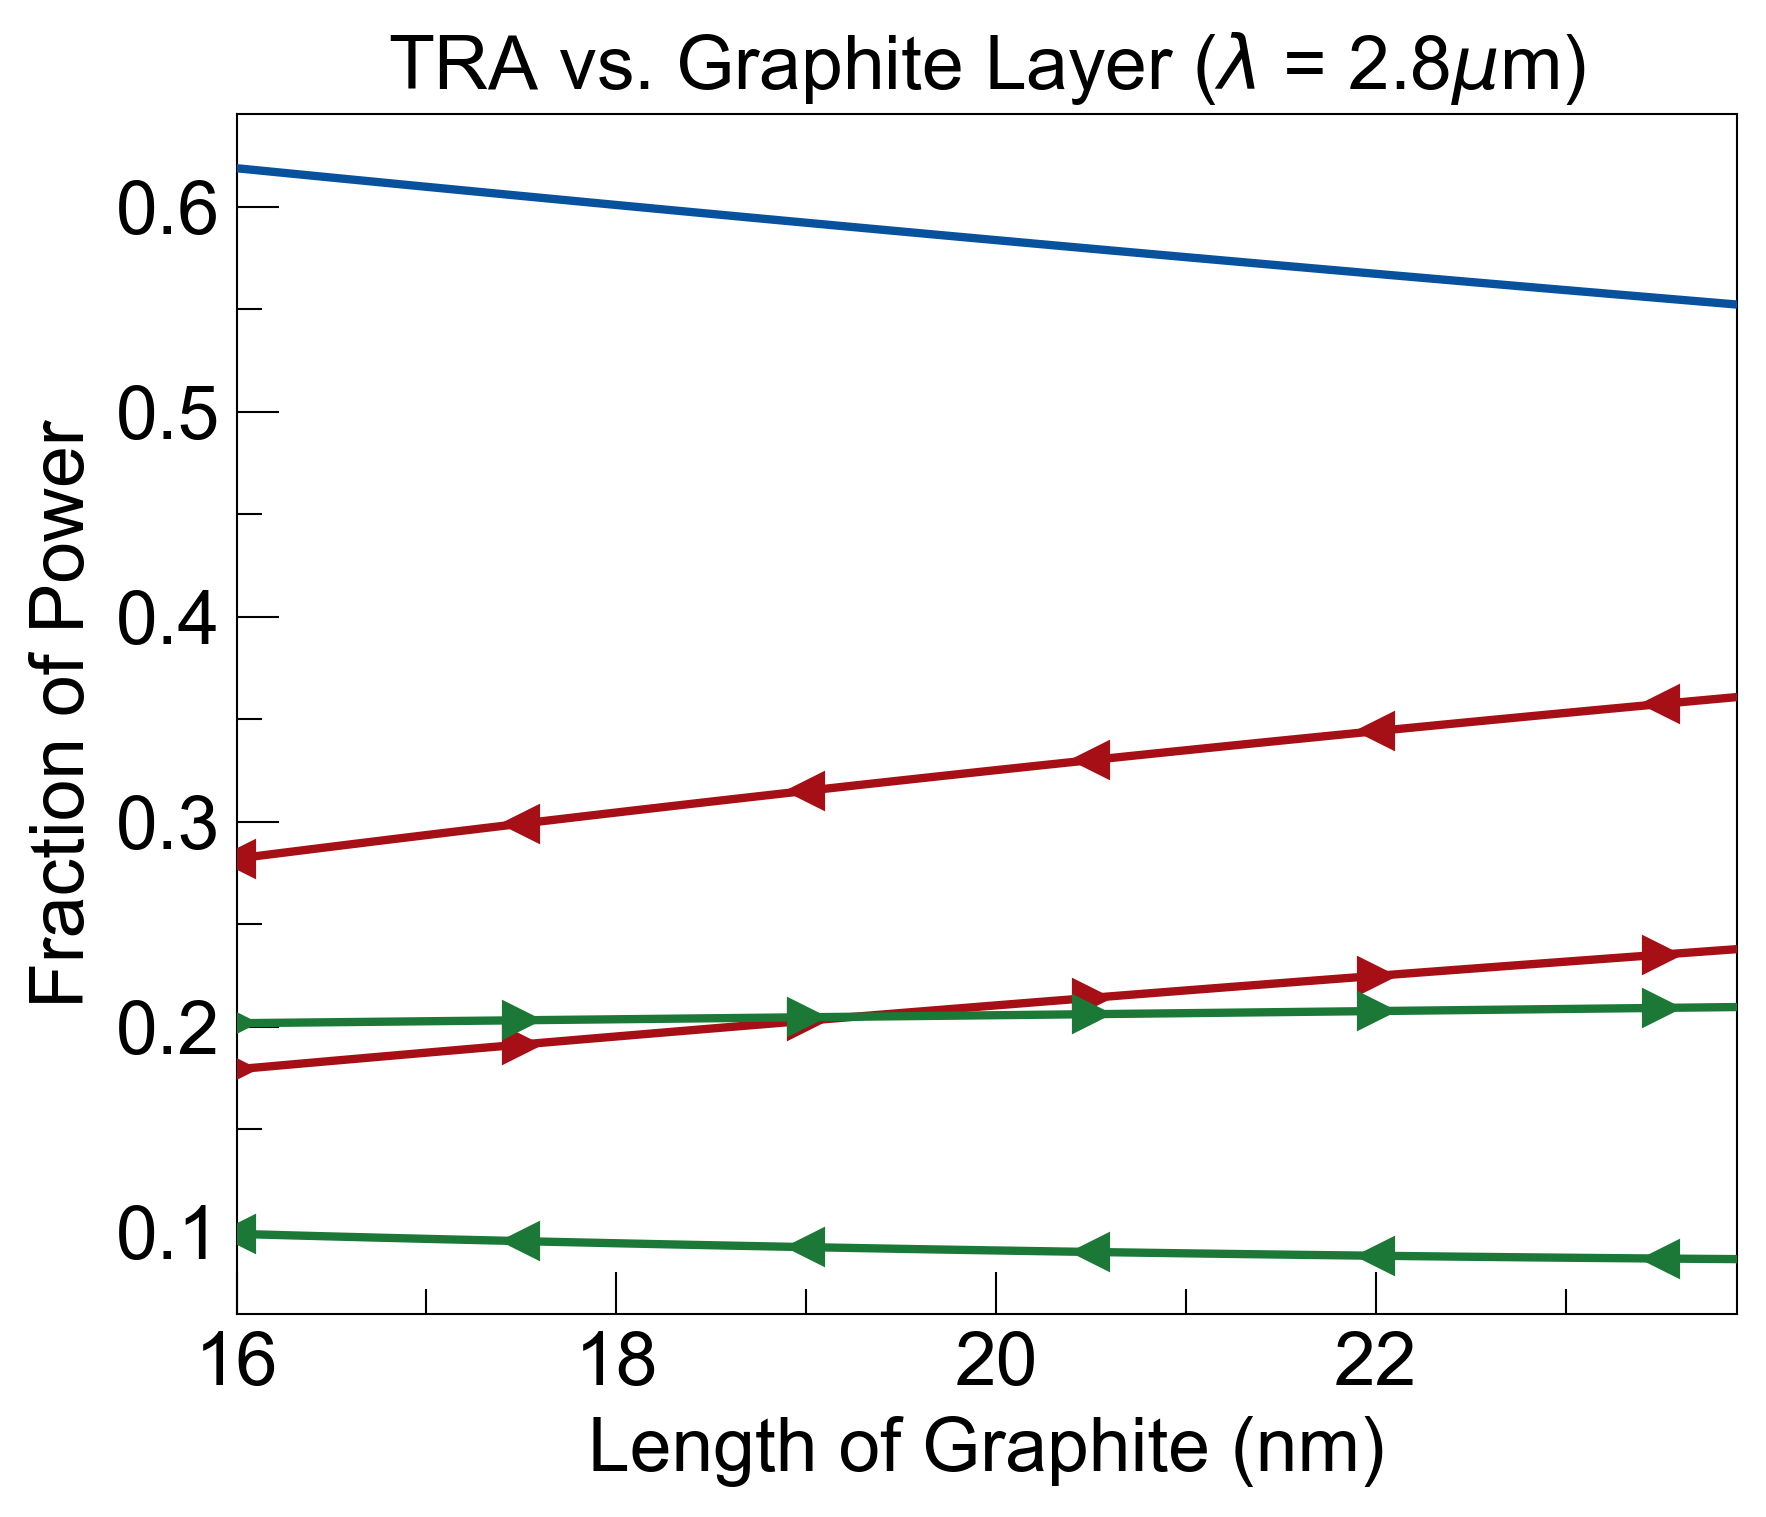 TRA vs. Graphite Layer (λ = 2.8μm)
Fraction of Power
0.6
0.5
0.4
0.3
0.2
0.1
16 18 20 22
Length of Graphite (nm)